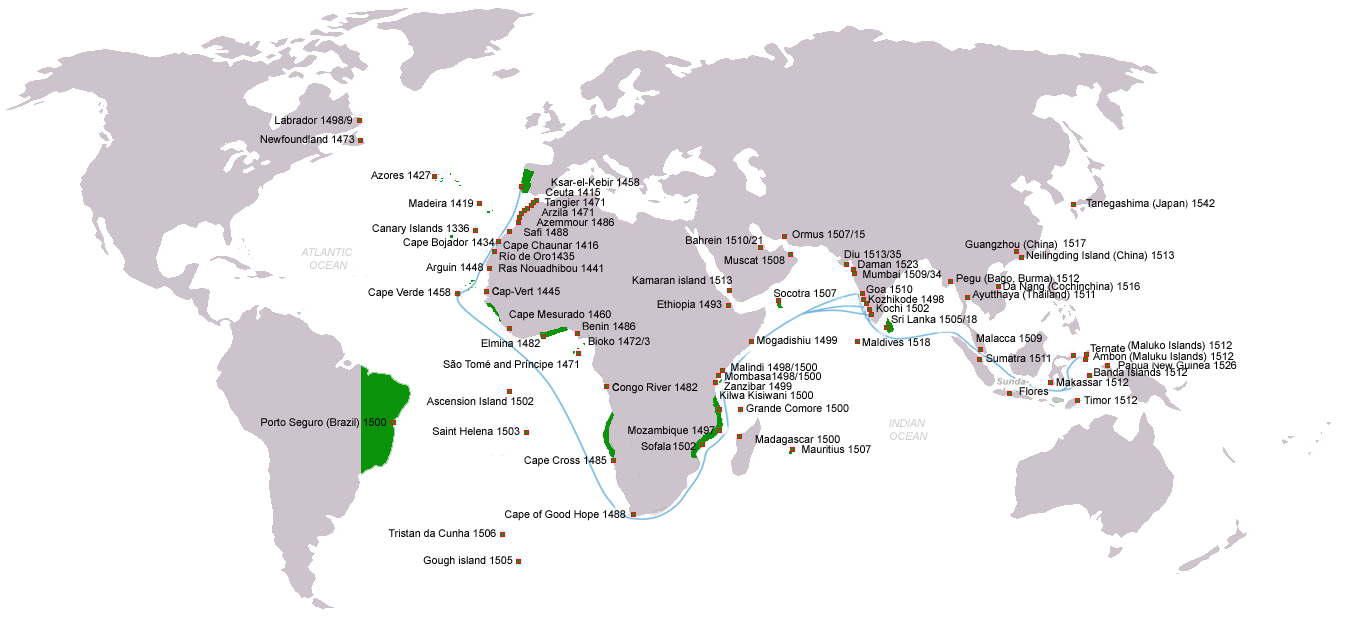 Labrador 1498/9
Newfoundland 1473
Azores 1427
Madeira 1419
Canary Islands 1336
Cape Bojador 1434
Arguin 1448
Cape Verde 1458
ATLANTIC
OCEAN
Ksar-el-Kebir 1458
Ceuta 1415
Tangier 1471
Arzila 1471
Azemmour 1486
Safi 1488
Cape Chaunar 1416
Rio de Oro1435
Ras Nouadhibou 1441
Cap-Vert 1445
Cape Mesurado 1460
Benin 1486
Elmina 1482
Bioko 1472/3
São Tomé and Principe 1471
Congo River 1482
Ascension Island 1502
Porto Seguro (Brazil) 1500
Saint Helena 1503
Cape Cross 1485
Cape of Good Hope 1488
Tristan da Cunha 1506
Gough island 1505
Bahrein 1510/21
Ormus 1507/15
Muscat 1508
Kamaran island 1513
Ethiopia 1493
Socotra 1507
Mogadishu 1499
Malindi 1498/1500
Mombasa1498/1500
Zanzibar 1499
Kilwa Kisiwani 1500
Grande Comore 1500
Mozambique 1497
Sofala1502
Madagascar 1500
Mauritius 1507
INDIAN
OCEAN
Diu 1513/35
Daman 1523
Mumbai 1509/34
Goa 1510
Kozhikode 1498
Kochi 1502
Sri Lanka 1505/18
Maldives 1518
Tanegashima (Japan) 1542
Guangzhou (China) 1517
Neilingding Island (China) 1513
Pegu (Bago, Burma) 1512
Da Nang (Cochinchina) 1516
Ayutthaya (Thailand) 1511
Malacca 1509
Sumatra 1511
Ternate (Maluko Islands) 1512
Ambon (Maluku Islands) 1512
Papua New Guinea 1526
Banda Islands 1512
Makassar 1512
Sunda-
Flores
Timor 1512